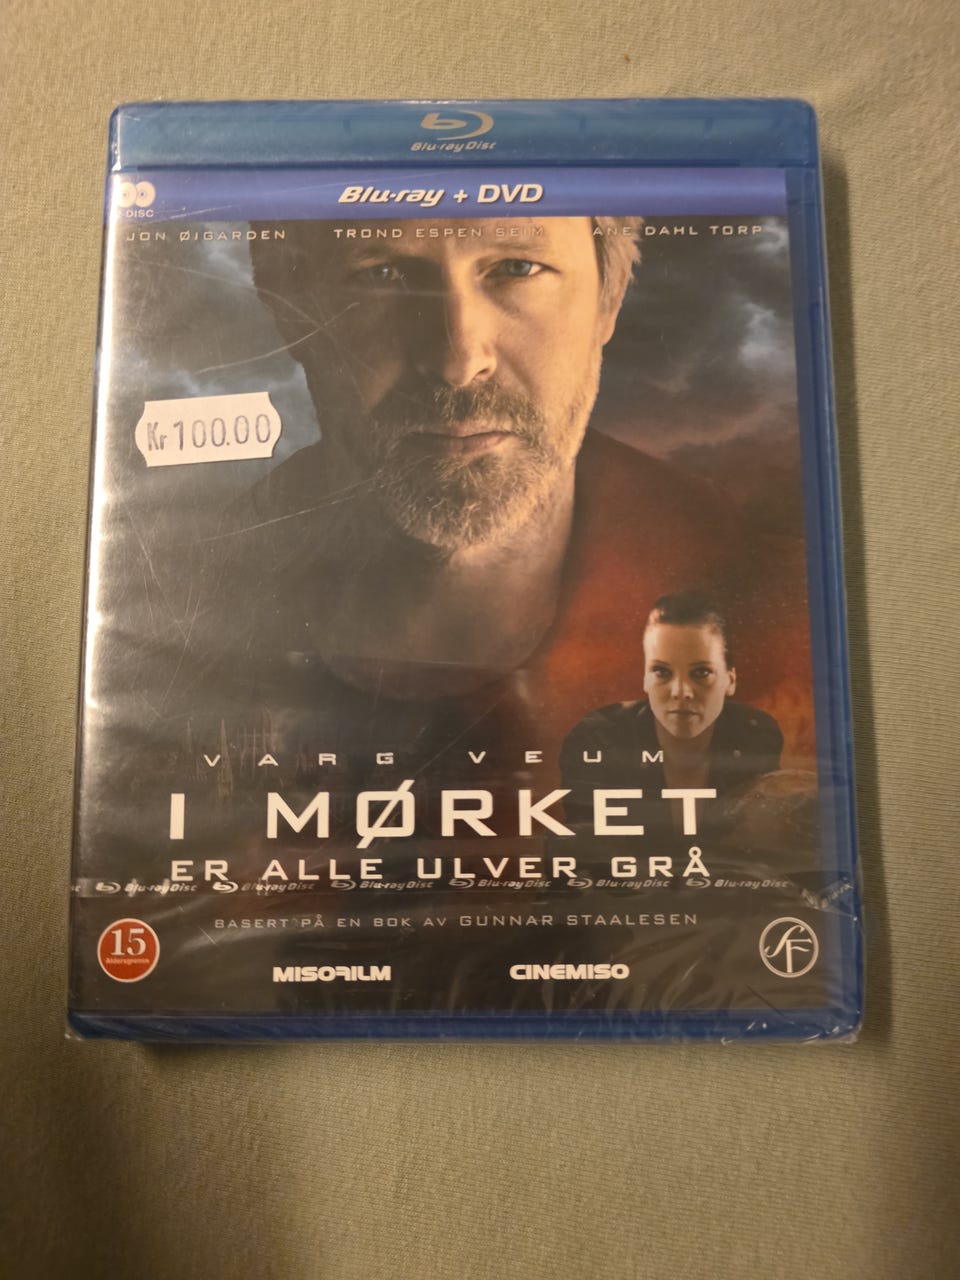 Blu-ray Disc
Blu-ray + DVD
-DISC
JON ØIGARDEN TROND ESPEN SEIM ANE DAHL TORP
Kr 100.00
VARG VEUM
I MØRKET
ER ALLE ULVER GRÅ
Blu-ray Disc Blu-ray Disc Blu-ray Disc Blu-ray Disc Blu-ray Disc Blu-ray Disc
BASERT PÅ EN BOK AV GUNNAR STAALESEN
15
Aldersgrense
MISOFILM CINEMISO
SF